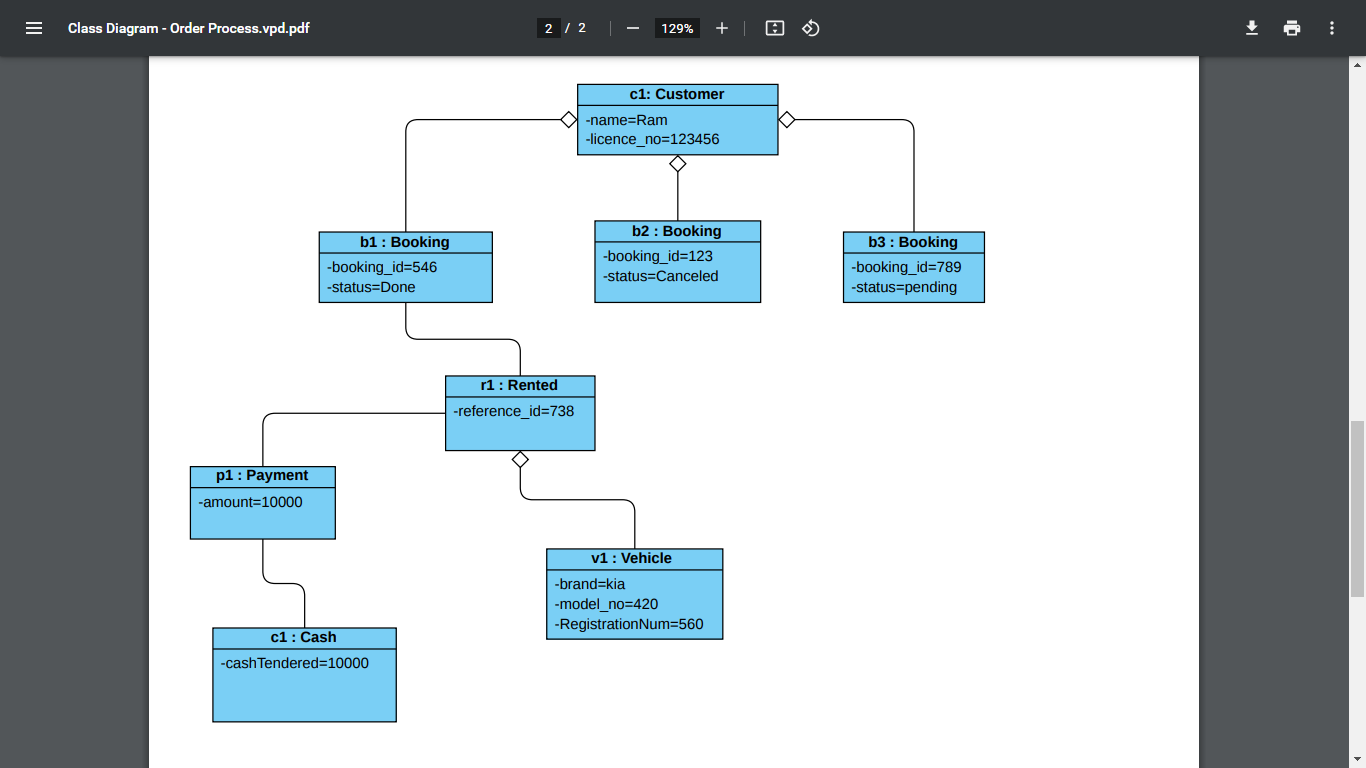 Class Diagram - Order Process.vpd.pdf
2 / 2
129%
c1: Customer
-name=Ram
-licence_no=123456
b1 : Booking
-booking_id=546
-status=Done
b2 : Booking
-booking_id=123
-status=Canceled
b3 : Booking
-booking_id=789
-status=pending
r1 : Rented
-reference_id=738
p1 : Payment
-amount=10000
v1 : Vehicle
-brand=kia
-model_no=420
-RegistrationNum=560
c1 : Cash
-cashTendered=10000